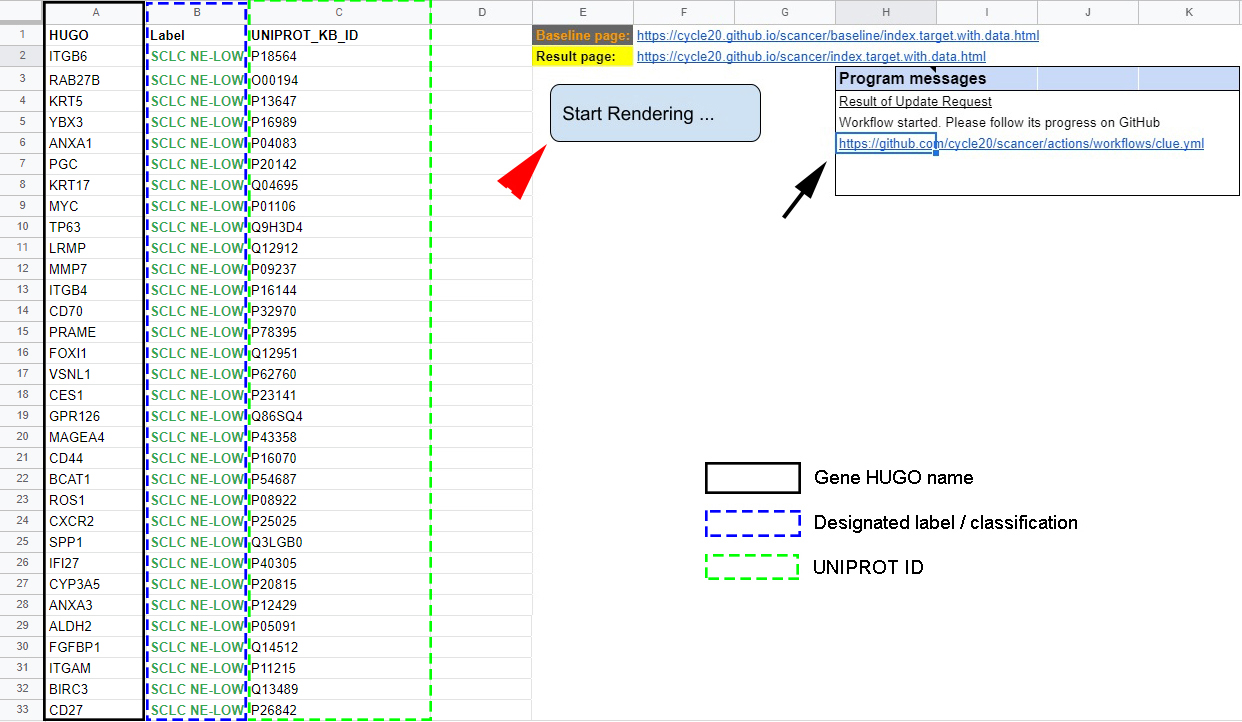 A B C D E F G H I J K
1 HUGO Label UNIPROT_KB_ID Baseline page: https://cycle20.github.io/scancer/baseline/index.target.with.data.html
2 ITGB6 SCLC NE-LOW P18564 Result page: https://cycle20.github.io/scancer/index.target.with.data.html
3 RAB27B SCLC NE-LOW O00194 Program messages
4 KRT5 SCLC NE-LOW P13647 Start Rendering ... Result of Update Request
5 YBX3 SCLC NE-LOW P16989 Workflow started. Please follow its progress on GitHub
6 ANXA1 SCLC NE-LOW P04083 https://github.com/cycle20/scancer/actions/workflows/clue.yml
7 PGC SCLC NE-LOW P20142
8 KRT17 SCLC NE-LOW Q04695
9 MYC SCLC NE-LOW P01106
10 TP63 SCLC NE-LOW Q9H3D4
11 LRMP SCLC NE-LOW Q12912
12 MMP7 SCLC NE-LOW P09237
13 ITGB4 SCLC NE-LOW P16144
14 CD70 SCLC NE-LOW P32970
15 PRAME SCLC NE-LOW P78395
16 FOXI1 SCLC NE-LOW Q12951
17 VSNL1 SCLC NE-LOW P62760
18 CES1 SCLC NE-LOW P23141
19 GPR126 SCLC NE-LOW Q86SQ4
20 MAGEA4 SCLC NE-LOW P43358
21 CD44 SCLC NE-LOW P16070
22 BCAT1 SCLC NE-LOW P54687 Gene HUGO name
23 ROS1 SCLC NE-LOW P08922
24 CXCR2 SCLC NE-LOW P25025 Designated label / classification
25 SPP1 SCLC NE-LOW Q3LGB0
26 IFI27 SCLC NE-LOW P40305 UNIPROT ID
27 CYP3A5 SCLC NE-LOW P20815
28 ANXA3 SCLC NE-LOW P12429
29 ALDH2 SCLC NE-LOW P05091
30 FGFBP1 SCLC NE-LOW Q14512
31 ITGAM SCLC NE-LOW P11215
32 BIRC3 SCLC NE-LOW Q13489
33 CD27 SCLC NE-LOW P26842